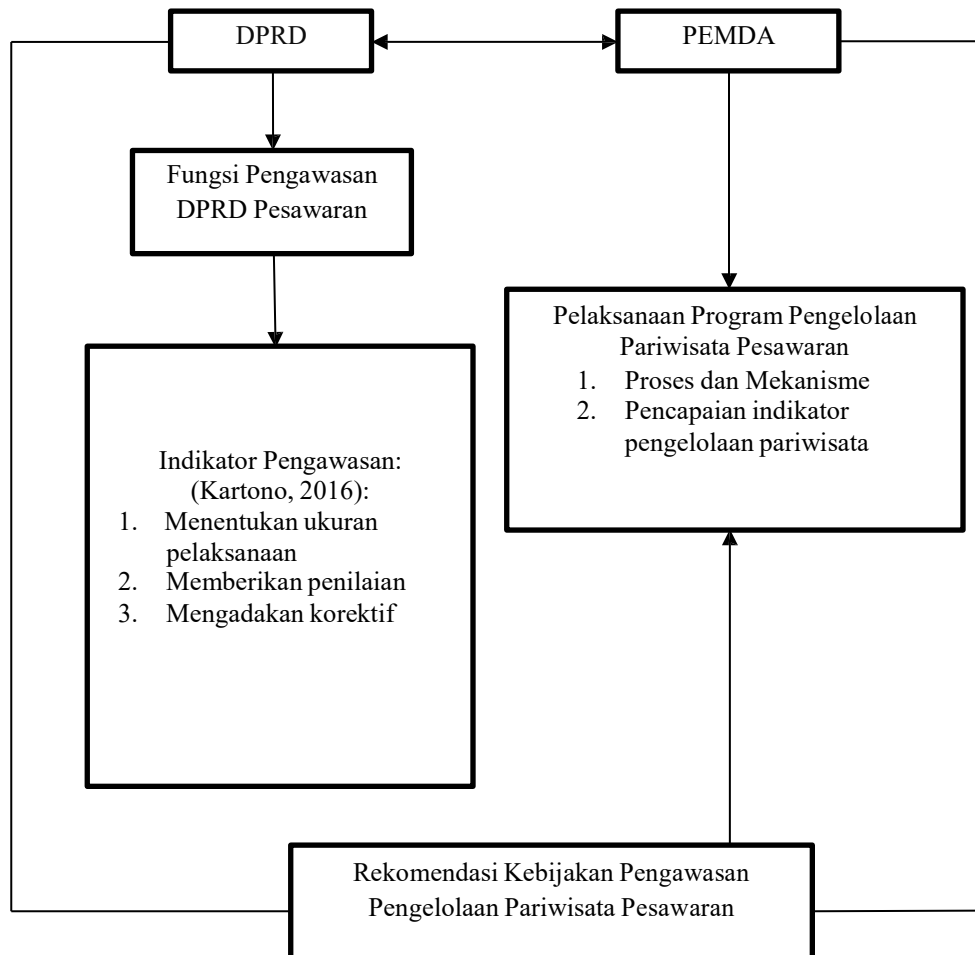 DPRD
PEMDA
Fungsi Pengawasan
DPRD Pesawaran
Indikator Pengawasan:
(Kartono, 2016):
1. Menentukan ukuran
pelaksanaan
2. Memberikan penilaian
3. Mengadakan korektif
Pelaksanaan Program Pengelolaan
Pariwisata Pesawaran
1. Proses dan Mekanisme
2. Pencapaian indikator
pengelolaan pariwisata
Rekomendasi Kebijakan Pengawasan
Pengelolaan Pariwisata Pesawaran